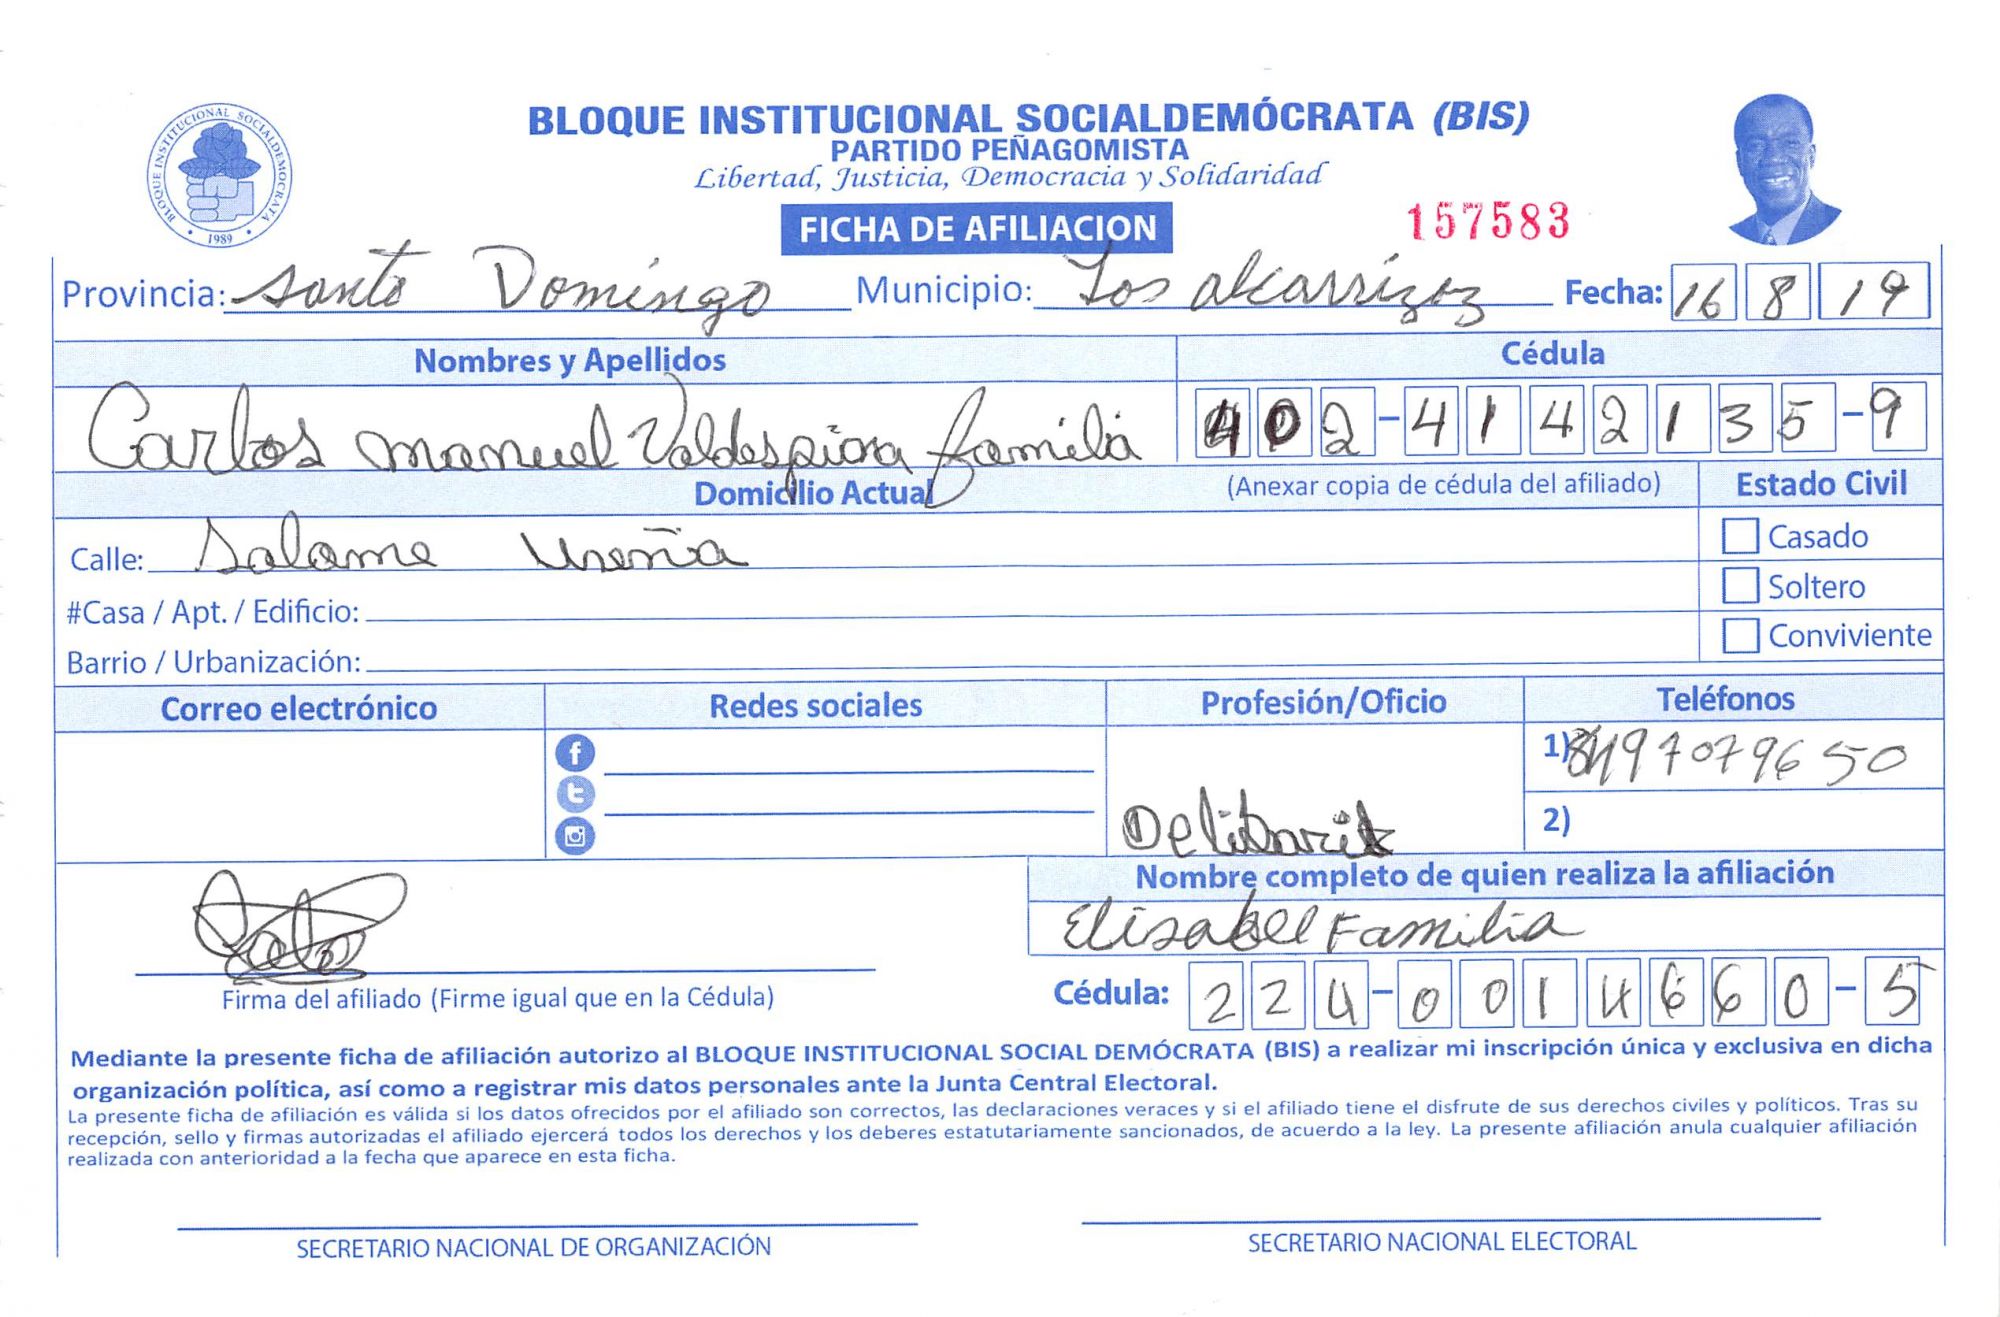 BLOQUE INSTITUCIONAL SOCIALDEMÓCRATA (BIS)
PARTIDO PEÑAGOMISTA
Libertad, Justicia, Democracia y Solidaridad
BLOQUE INSTITUCIONAL SOCIALDEMOCRATA
1989
FICHA DE AFILIACION
157583
Provincia: Santo Domingo Municipio: Los alcarrizoz Fecha: 16 8 19
Nombres y Apellidos Cédula
Carlos manuel Valdespina familia 402-4142135-9
Domicilio Actual (Anexar copia de cédula del afiliado) Estado Civil
Calle: Salome Ureña Casado
#Casa / Apt. / Edificio: Soltero
Barrio / Urbanización: Conviviente
Correo electrónico Redes sociales Profesión/Oficio Teléfonos
1) 8497079650
2)
Nombre completo de quien realiza la afiliación
Elisabel Familia
Firma del afiliado (Firme igual que en la Cédula) Cédula: 224-0014660-5
Mediante la presente ficha de afiliación autorizo al BLOQUE INSTITUCIONAL SOCIAL DEMÓCRATA (BIS) a realizar mi inscripción única y exclusiva en dicha
organización política, así como a registrar mis datos personales ante la Junta Central Electoral.
La presente ficha de afiliación es válida si los datos ofrecidos por el afiliado son correctos, las declaraciones veraces y si el afiliado tiene el disfrute de sus derechos civiles y políticos. Tras su
recepción, sello y firmas autorizadas el afiliado ejercerá todos los derechos y los deberes estatutariamente sancionados, de acuerdo a la ley. La presente afiliación anula cualquier afiliación
realizada con anterioridad a la fecha que aparece en esta ficha.
SECRETARIO NACIONAL DE ORGANIZACIÓN SECRETARIO NACIONAL ELECTORAL